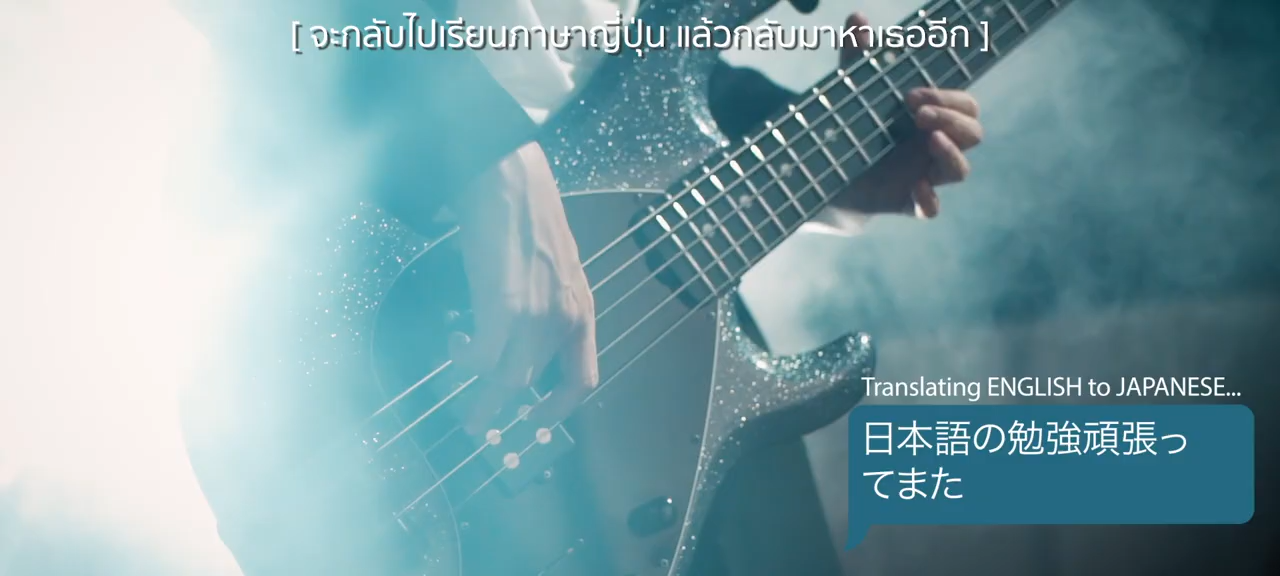 [ จะกลับไปเรียนภาษาญี่ปุ่น แล้วกลับมาหาเธออีก ]
Translating ENGLISH to JAPANESE...
日本語の勉強頑張っ
てまた